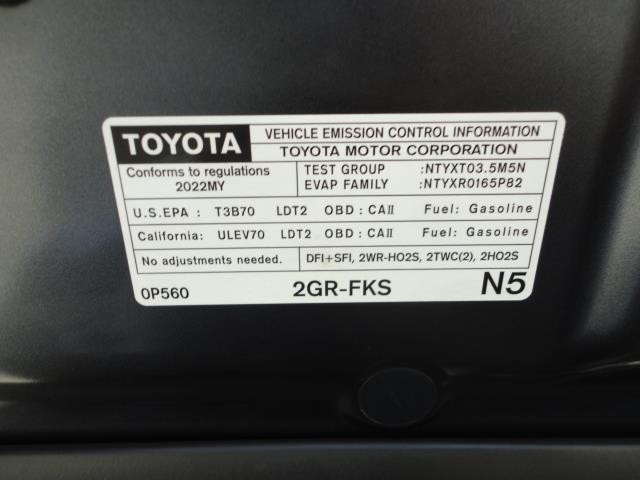 TOYOTA
VEHICLE EMISSION CONTROL INFORMATION
TOYOTA MOTOR CORPORATION
Conforms to regulations
2022MY
TEST GROUP :NTYXT03.5M5N
EVAP FAMILY :NTYXR0165P82
U.S.EPA : T3B70 LDT2 OBD : CAII Fuel: Gasoline
California: ULEV70 LDT2 OBD : CAII Fuel: Gasoline
No adjustments needed.
DFI+SFI, 2WR-HO2S, 2TWC(2), 2HO2S
0P560
2GR-FKS
N5